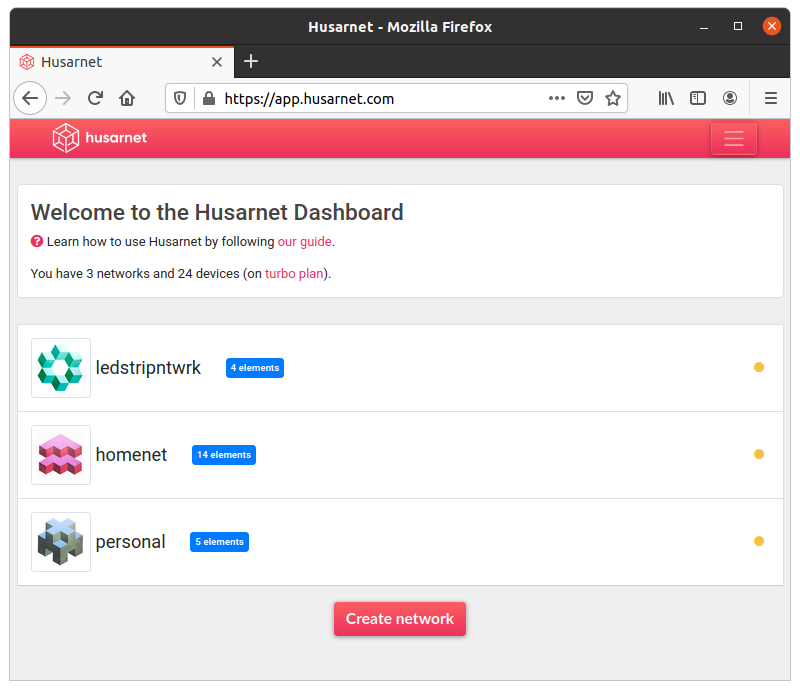 Husarnet - Mozilla Firefox
Husarnet
https://app.husarnet.com
husarnet
Welcome to the Husarnet Dashboard
? Learn how to use Husarnet by following our guide.
You have 3 networks and 24 devices (on turbo plan).
ledstripntwrk 4 elements
homenet 14 elements
personal 5 elements
Create network